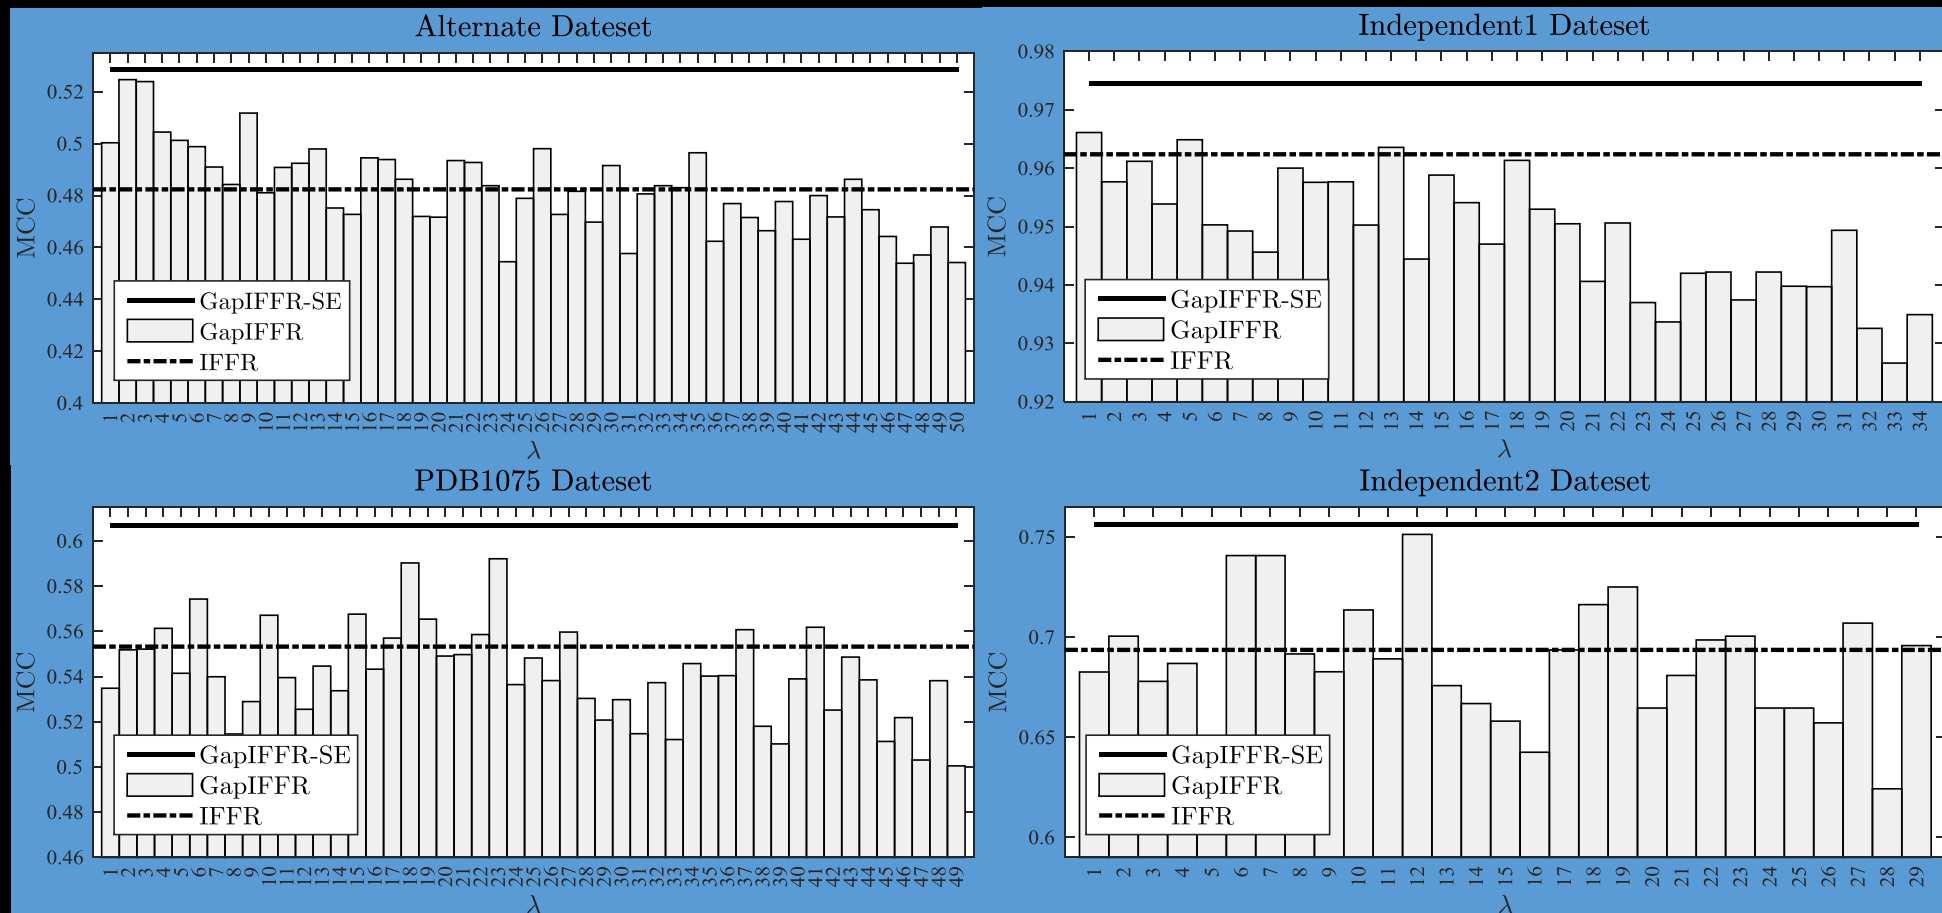 Alternate Dateset
0.52
0.5
0.48
0.46
0.44
0.42
0.4
MCC
GapIFFR-SE
GapIFFR
IFFR
1 2 3 4 5 6 7 8 9 10 11 12 13 14 15 16 17 18 19 20 21 22 23 24 25 26 27 28 29 30 31 32 33 34 35 36 37 38 39 40 41 42 43 44 45 46 47 48 49 50
λ
Independent1 Dateset
0.98
0.97
0.96
0.95
0.94
0.93
0.92
MCC
GapIFFR-SE
GapIFFR
IFFR
1 2 3 4 5 6 7 8 9 10 11 12 13 14 15 16 17 18 19 20 21 22 23 24 25 26 27 28 29 30 31 32 33 34
λ
PDB1075 Dateset
0.6
0.58
0.56
0.54
0.52
0.5
0.48
0.46
MCC
GapIFFR-SE
GapIFFR
IFFR
1 2 3 4 5 6 7 8 9 10 11 12 13 14 15 16 17 18 19 20 21 22 23 24 25 26 27 28 29 30 31 32 33 34 35 36 37 38 39 40 41 42 43 44 45 46 47 48 49
λ
Independent2 Dateset
0.75
0.7
0.65
0.6
MCC
GapIFFR-SE
GapIFFR
IFFR
1 2 3 4 5 6 7 8 9 10 11 12 13 14 15 16 17 18 19 20 21 22 23 24 25 26 27 28 29
λ